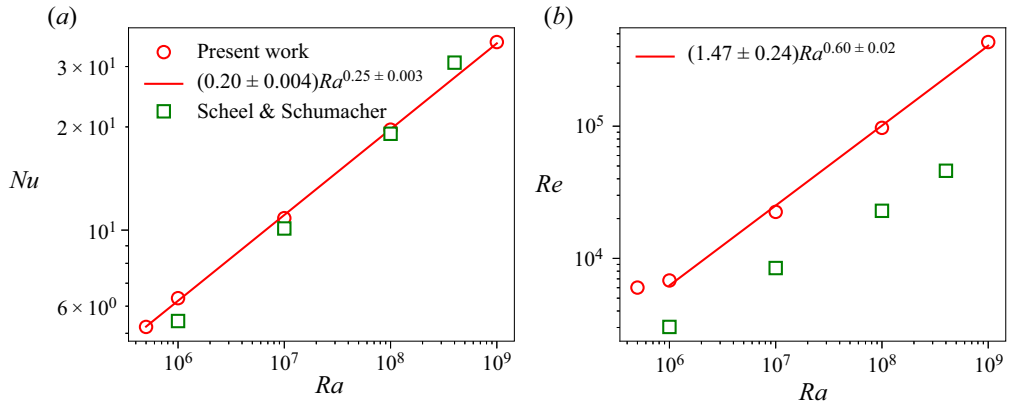 (a)
Present work
(0.20 ± 0.004)Ra^{0.25 ± 0.003}
Scheel & Schumacher
3 × 10^1
2 × 10^1
10^1
6 × 10^0
Nu
10^6
10^7
10^8
10^9
Ra
(b)
(1.47 ± 0.24)Ra^{0.60 ± 0.02}
10^5
10^4
Re
10^6
10^7
10^8
10^9
Ra